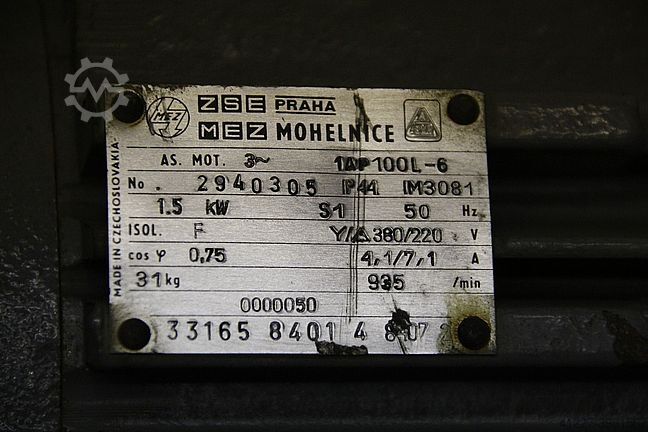 ZSE PRAHA
MEZ MEZ MOHELNICE
AS. MOT. 3~ 1AP100L-6
No. 2940305 IP44 IM3081
1.5 kW S1 50 Hz
ISOL. F Y/Δ 380/220 V
cos φ 0,75 4,1/7,1 A
31kg 935 /min
0000050
33165 8401 4
MADE IN CZECHOSLOVAKIA